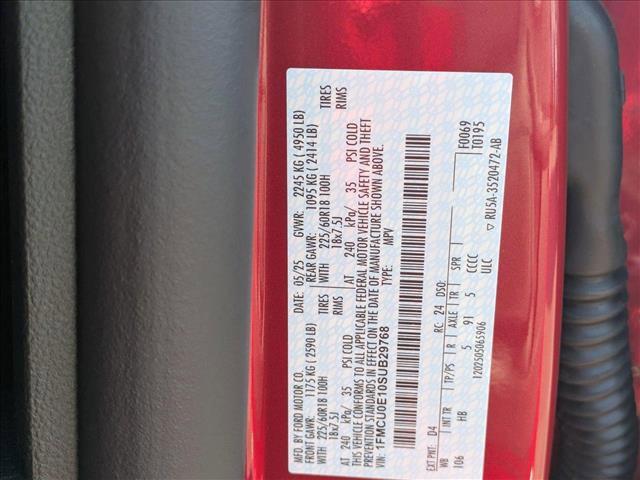 MFD. BY FORD MOTOR CO.
DATE: 05/25 GVWR: 2245 KG ( 4950 LB)
FRONT GAWR: 1175 KG ( 2590 LB) REAR GAWR: 1095 KG ( 2414 LB)
WITH 225/60R18 100H TIRES WITH 225/60R18 100H TIRES
18x7.5J RIMS 18x7.5J RIMS
AT 240 kPa/ 35 PSI COLD AT 240 kPa/ 35 PSI COLD
THIS VEHICLE CONFORMS TO ALL APPLICABLE FEDERAL MOTOR VEHICLE SAFETY AND THEFT
PREVENTION STANDARDS IN EFFECT ON THE DATE OF MANUFACTURE SHOWN ABOVE.
VIN: 1FMCU0E10SUB29768 TYPE: MPV
EXT PNT: D4 RC: 24 DSO: F0069
WB INT TR TP/PS R AXLE TR SPR T0195
106 HB 5 91 5 CCCC
120250506S906 ULC ▽ RU5A-3520472-AB